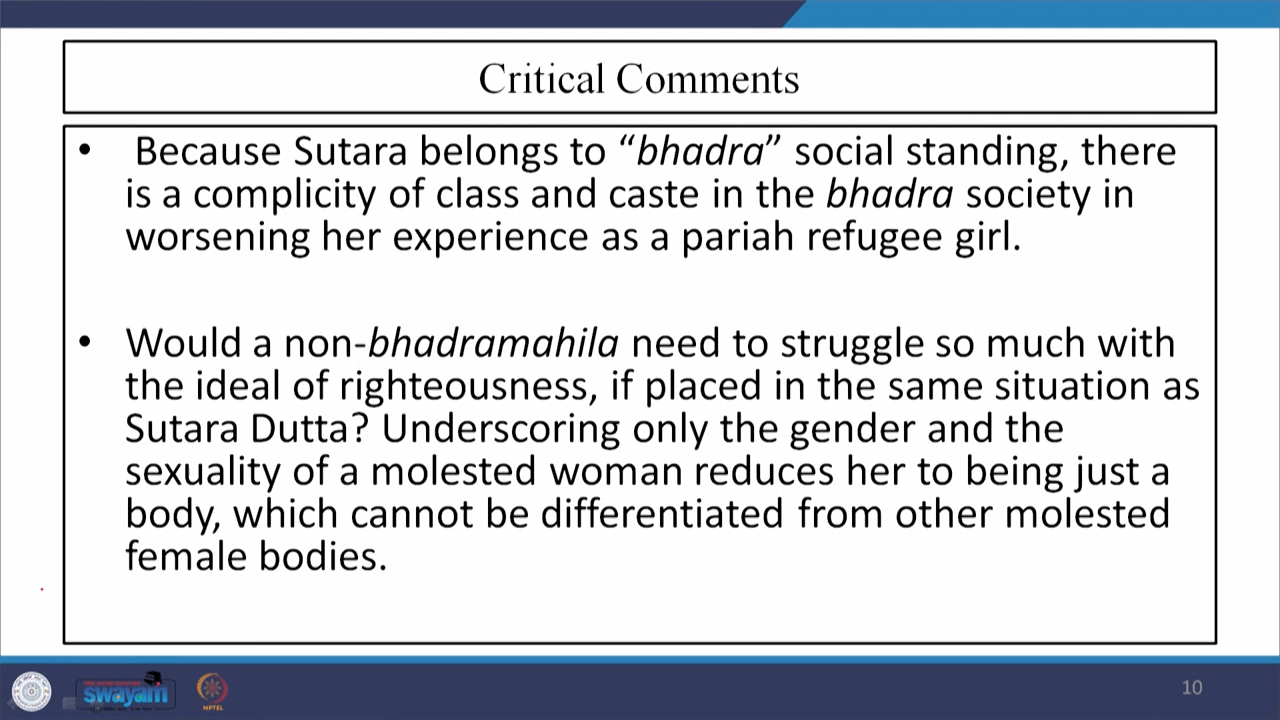 Critical Comments
• Because Sutara belongs to “bhadra” social standing, there
is a complicity of class and caste in the bhadra society in
worsening her experience as a pariah refugee girl.
• Would a non-bhadramahila need to struggle so much with
the ideal of righteousness, if placed in the same situation as
Sutara Dutta? Underscoring only the gender and the
sexuality of a molested woman reduces her to being just a
body, which cannot be differentiated from other molested
female bodies.
swayam
NPTEL
10